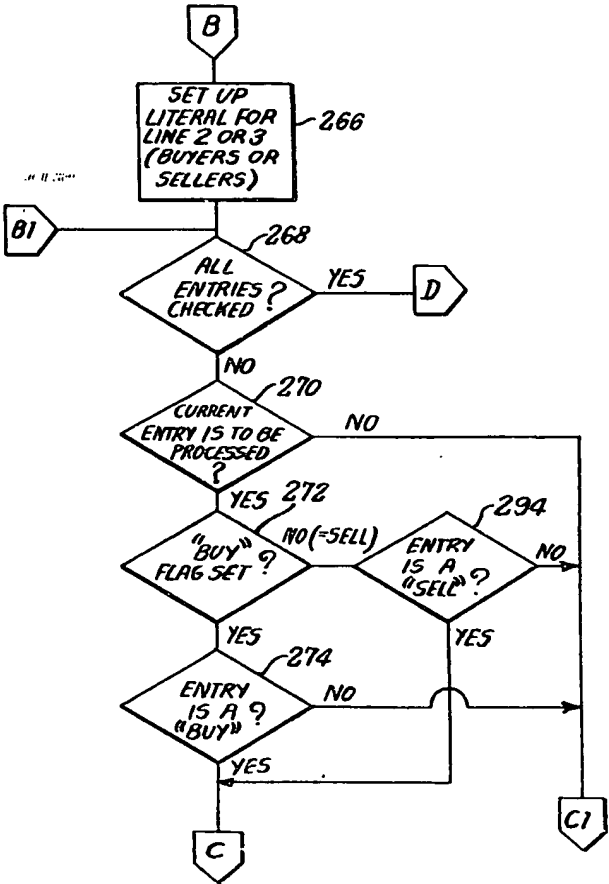 B
SET UP
LITERAL FOR
LINE 2 OR 3
(BUYERS OR
SELLERS)
266
B1
268
ALL
ENTRIES
CHECKED ?
YES
D
NO
270
CURRENT
ENTRY IS TO BE
PROCESSED
?
NO
YES
272
"BUY"
FLAG SET ?
NO (=SELL)
294
ENTRY
IS A
"SELL" ?
NO
YES
YES
274
ENTRY
IS A
"BUY" ?
NO
YES
C
C1